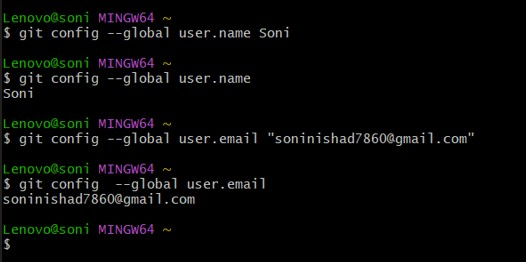 Lenovo@soni MINGW64 ~
$ git config --global user.name Soni
Lenovo@soni MINGW64 ~
$ git config --global user.name
Soni
Lenovo@soni MINGW64 ~
$ git config --global user.email "soninishad7860@gmail.com"
Lenovo@soni MINGW64 ~
$ git config  --global user.email
soninishad7860@gmail.com
Lenovo@soni MINGW64 ~
$